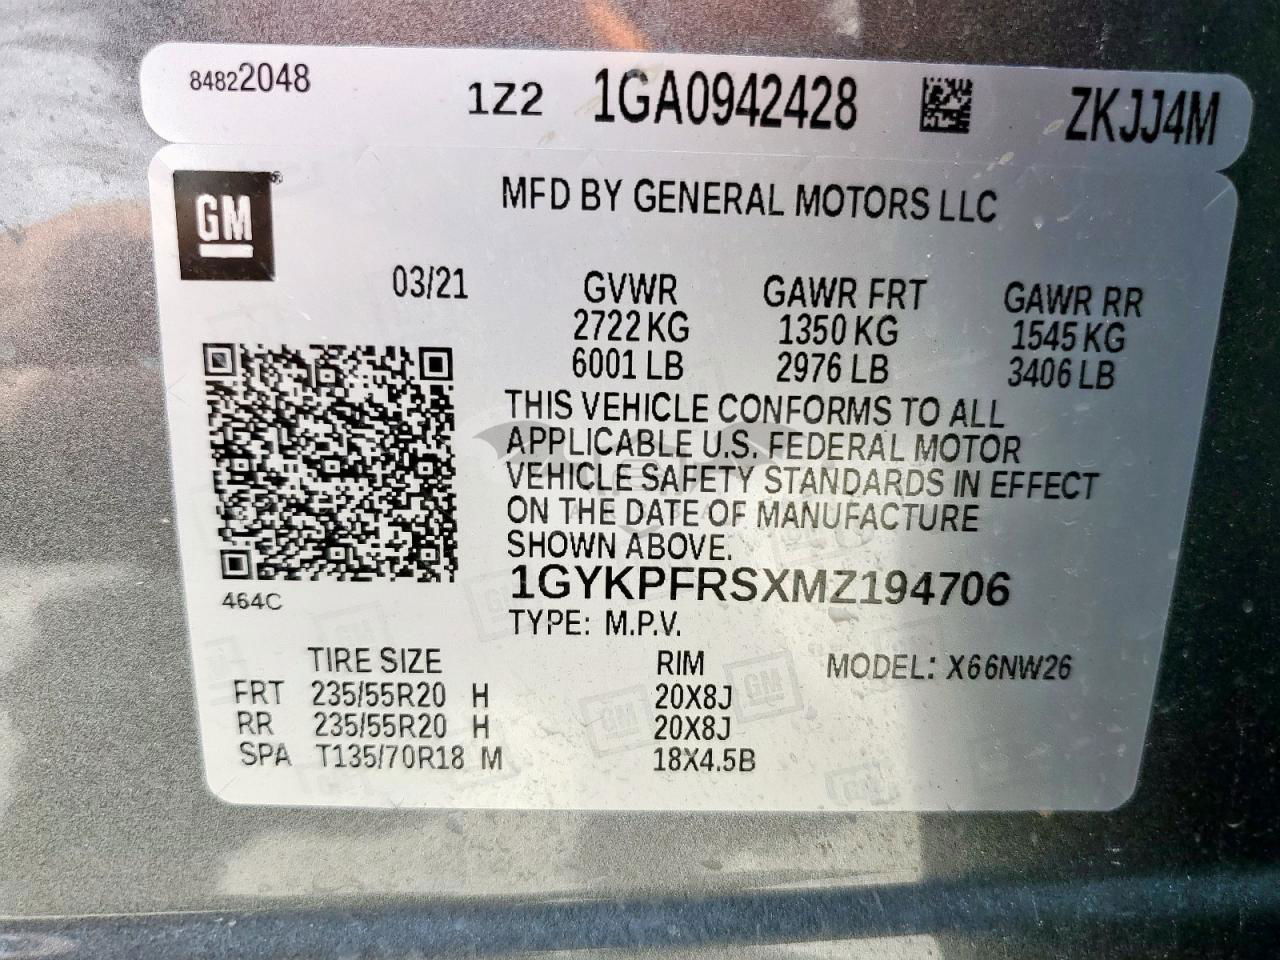 84822048 1Z2 1GA0942428 ZKJJ4M
GM®
MFD BY GENERAL MOTORS LLC
03/21 GVWR GAWR FRT GAWR RR
2722 KG 1350 KG 1545 KG
6001 LB 2976 LB 3406 LB
THIS VEHICLE CONFORMS TO ALL
APPLICABLE U.S. FEDERAL MOTOR
VEHICLE SAFETY STANDARDS IN EFFECT
ON THE DATE OF MANUFACTURE
SHOWN ABOVE.
1GYKPFRSXMZ194706
464C
TYPE: M.P.V.
TIRE SIZE RIM MODEL: X66NW26
FRT 235/55R20 H 20X8J
RR 235/55R20 H 20X8J
SPA T135/70R18 M 18X4.5B